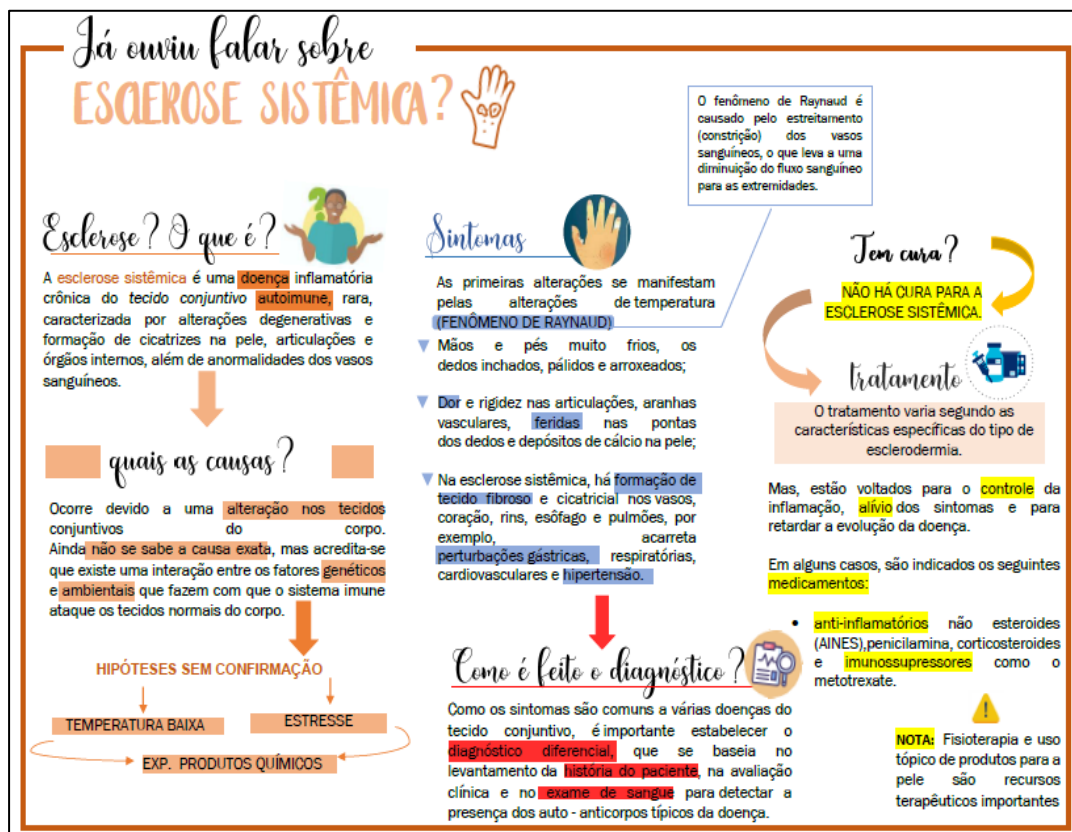 Já ouviu falar sobre
ESCLEROSE SISTÊMICA?
O fenômeno de Raynaud é
causado pelo estreitamento
(constrição) dos vasos
sanguíneos, o que leva a uma
diminuição do fluxo sanguíneo
para as extremidades.
Esclerose? O que é?
A esclerose sistêmica é uma doença inflamatória
crônica do tecido conjuntivo autoimune, rara,
caracterizada por alterações degenerativas e
formação de cicatrizes na pele, articulações e
órgãos internos, além de anormalidades dos vasos
sanguíneos.
quais as causas?
Ocorre devido a uma alteração nos tecidos
conjuntivos do corpo.
Ainda não se sabe a causa exata, mas acredita-se
que existe uma interação entre os fatores genéticos
e ambientais que fazem com que o sistema imune
ataque os tecidos normais do corpo.
HIPÓTESES SEM CONFIRMAÇÃO
TEMPERATURA BAIXA
ESTRESSE
EXP. PRODUTOS QUÍMICOS
Sintomas
As primeiras alterações se manifestam
pelas alterações de temperatura
(FENÔMENO DE RAYNAUD)
Mãos e pés muito frios, os
dedos inchados, pálidos e arroxeados;
Dor e rigidez nas articulações, aranhas
vasculares, feridas nas pontas
dos dedos e depósitos de cálcio na pele;
Na esclerose sistêmica, há formação de
tecido fibroso e cicatricial nos vasos,
coração, rins, esôfago e pulmões, por
exemplo, acarreta
perturbações gástricas, respiratórias,
cardiovasculares e hipertensão.
Como é feito o diagnóstico?
Como os sintomas são comuns a várias doenças do
tecido conjuntivo, é importante estabelecer o
diagnóstico diferencial, que se baseia no
levantamento da história do paciente, na avaliação
clínica e no exame de sangue para detectar a
presença dos auto - anticorpos típicos da doença.
Tem cura?
NÃO HÁ CURA PARA A
ESCLEROSE SISTÊMICA.
tratamento
O tratamento varia segundo as
características específicas do tipo de
esclerodermia.
Mas, estão voltados para o controle da
inflamação, alívio dos sintomas e para
retardar a evolução da doença.
Em alguns casos, são indicados os seguintes
medicamentos:
• anti-inflamatórios não esteroides
(AINES),penicilamina, corticosteroides
e imunossupressores como o
metotrexate.
NOTA: Fisioterapia e uso
tópico de produtos para a
pele são recursos
terapêuticos importantes